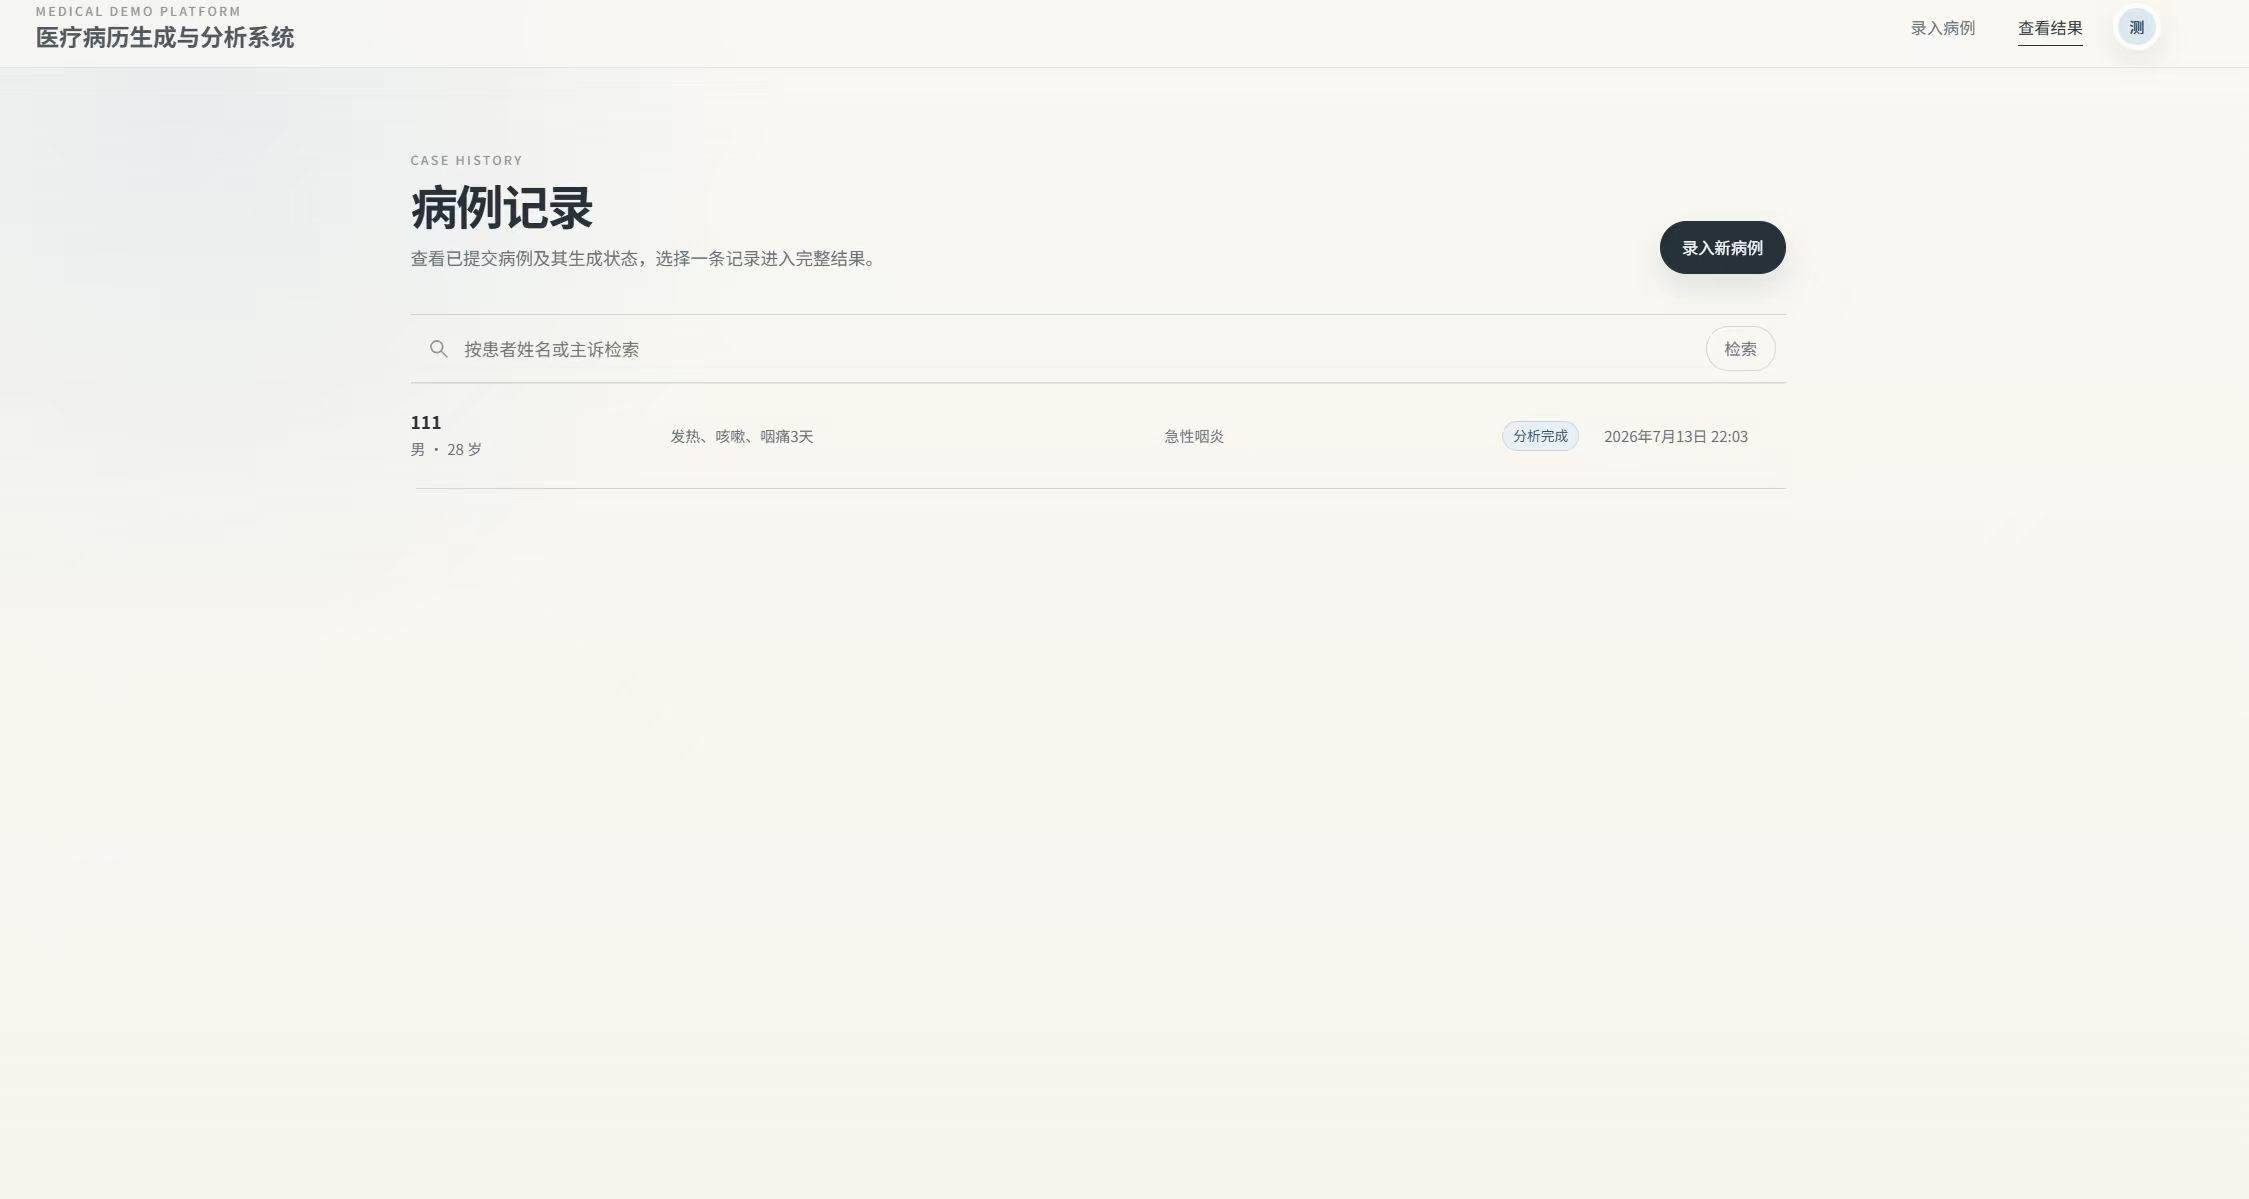 MEDICAL DEMO PLATFORM
医疗病历生成与分析系统
录入病例
查看结果
测
CASE HISTORY
病例记录
查看已提交病例及其生成状态，选择一条记录进入完整结果。
录入新病例
按患者姓名或主诉检索
检索
111
男 · 28 岁
发热、咳嗽、咽痛3天
急性咽炎
分析完成
2026年7月13日 22:03